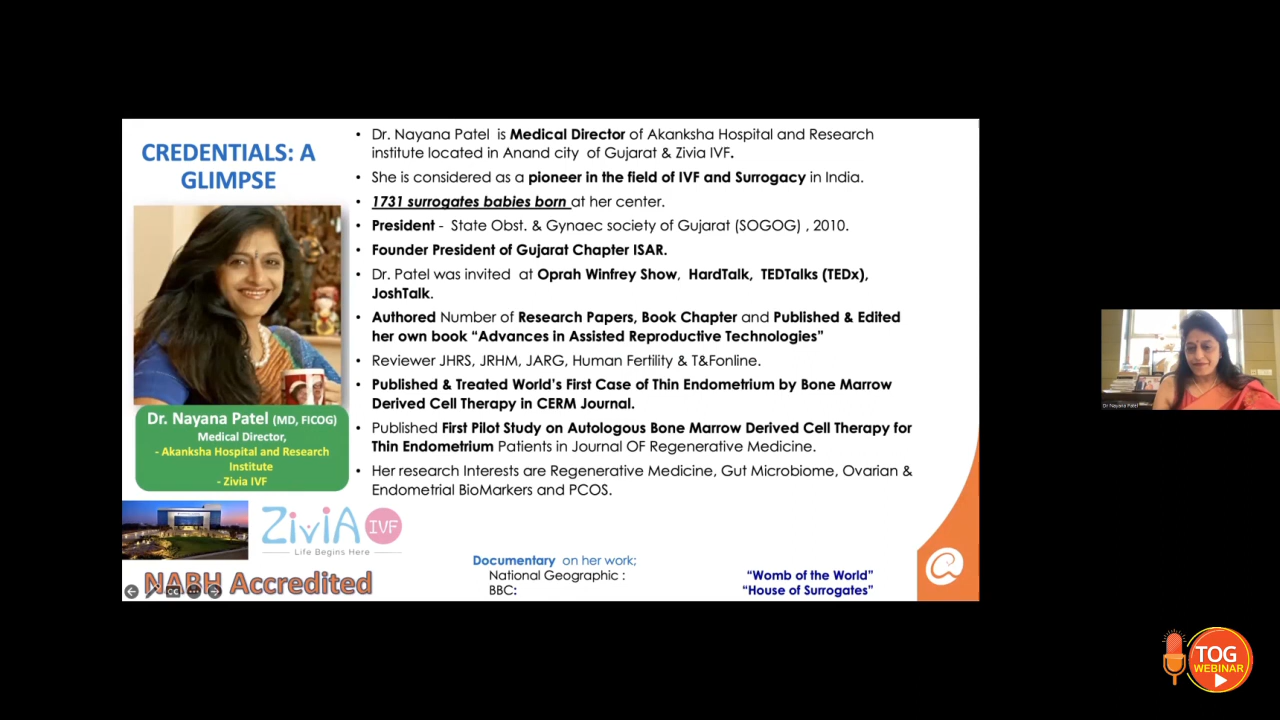 CREDENTIALS: A
GLIMPSE
Dr. Nayana Patel (MD, FICOG)
Medical Director,
- Akanksha Hospital and Research
Institute
- Zivia IVF
ZiviA IVF
Life Begins Here
NABH Accredited
CC
• Dr. Nayana Patel is Medical Director of Akanksha Hospital and Research
institute located in Anand city of Gujarat & Zivia IVF.
• She is considered as a pioneer in the field of IVF and Surrogacy in India.
• 1731 surrogates babies born at her center.
• President - State Obst. & Gynaec society of Gujarat (SOGOG) , 2010.
• Founder President of Gujarat Chapter ISAR.
• Dr. Patel was invited at Oprah Winfrey Show, HardTalk, TEDTalks (TEDx),
JoshTalk.
• Authored Number of Research Papers, Book Chapter and Published & Edited
her own book “Advances in Assisted Reproductive Technologies”
• Reviewer JHRS, JRHM, JARG, Human Fertility & T&Fonline.
• Published & Treated World’s First Case of Thin Endometrium by Bone Marrow
Derived Cell Therapy in CERM Journal.
• Published First Pilot Study on Autologous Bone Marrow Derived Cell Therapy for
Thin Endometrium Patients in Journal OF Regenerative Medicine.
• Her research Interests are Regenerative Medicine, Gut Microbiome, Ovarian &
Endometrial BioMarkers and PCOS.
Documentary on her work;
National Geographic : “Womb of the World”
BBC: “House of Surrogates”
Dr Nayana Patel
TOG
WEBINAR